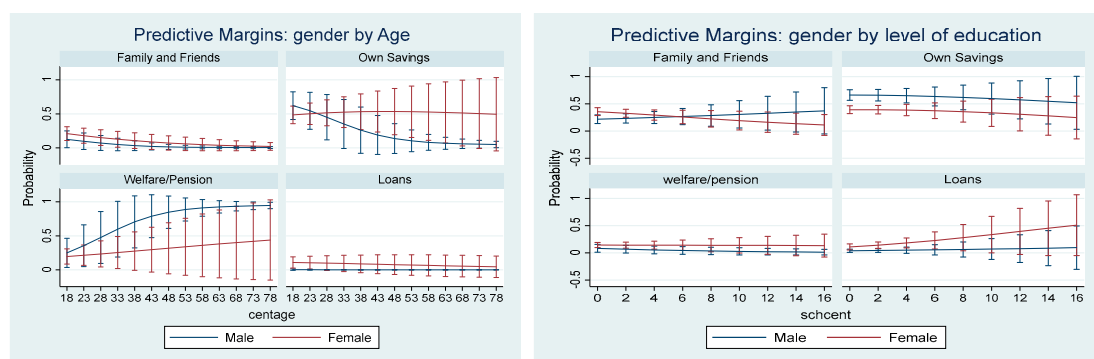 Predictive Margins: gender by Age
Family and Friends
Own Savings
0 0.5 1
Welfare/Pension
Loans
0 0.5 1
Probability
18 23 28 33 38 43 48 53 58 63 68 73 78
18 23 28 33 38 43 48 53 58 63 68 73 78
centage
Male Female
Predictive Margins: gender by level of education
Family and Friends
Own Savings
-0.5 0 0.5 1
welfare/pension
Loans
-0.5 0 0.5 1
Probability
0 2 4 6 8 10 12 14 16
0 2 4 6 8 10 12 14 16
schcent
Male Female